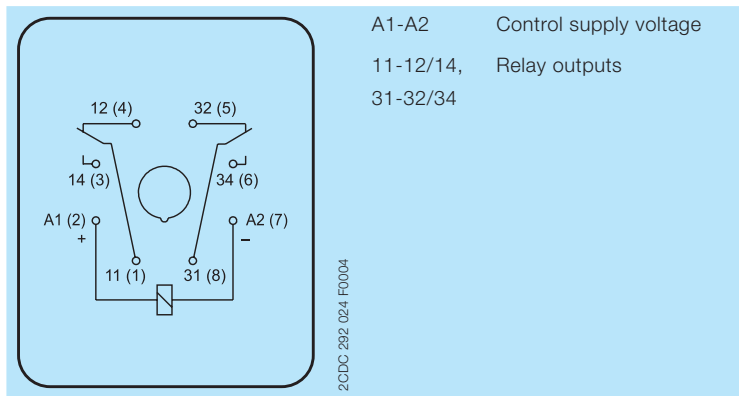 A1-A2 Control supply voltage
11-12/14, Relay outputs
31-32/34
12 (4) 32 (5)
14 (3) 34 (6)
A1 (2) A2 (7)
+ –
11 (1) 31 (8)
2CDC 292 024 F0004